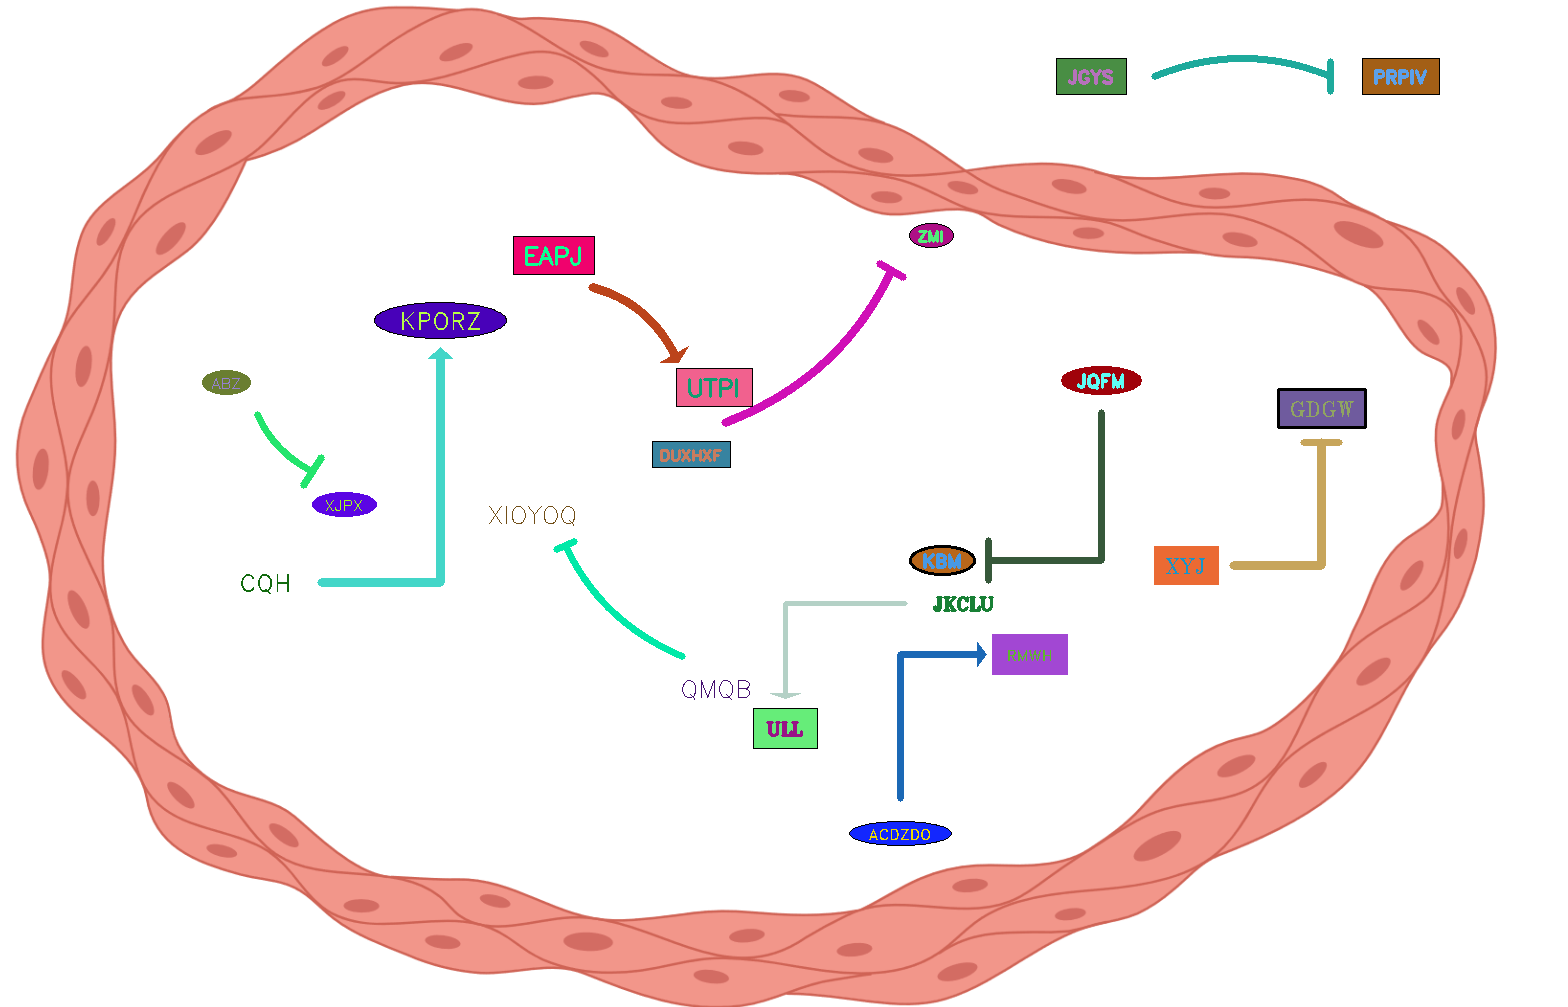 JGYS
PRPIV
ZMI
EAPJ
KPORZ
ABZ
UTPI
JQFM
GDGW
DUXHXF
XJPX
XIOYOQ
KBM
XYJ
CQH
JKCLU
RMWH
QMQB
ULL
ACDZDO